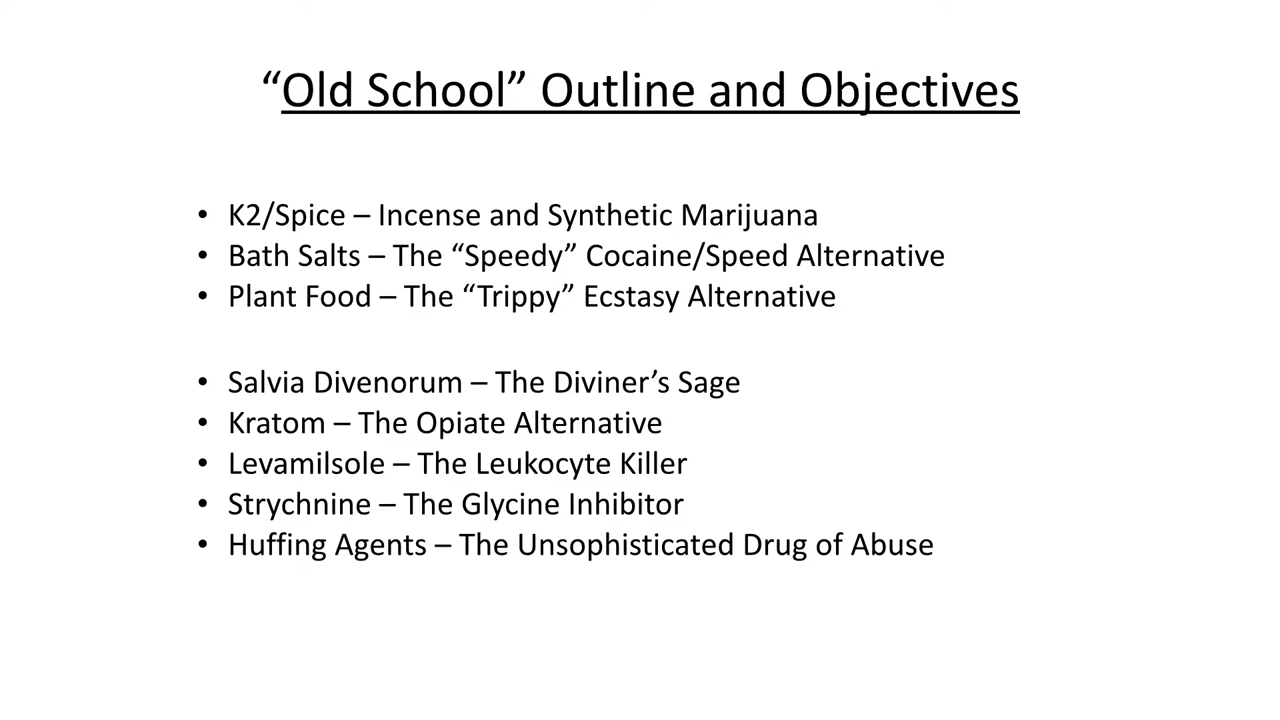 “Old School” Outline and Objectives
• K2/Spice – Incense and Synthetic Marijuana
• Bath Salts – The “Speedy” Cocaine/Speed Alternative
• Plant Food – The “Trippy” Ecstasy Alternative
• Salvia Divenorum – The Diviner’s Sage
• Kratom – The Opiate Alternative
• Levamilsole – The Leukocyte Killer
• Strychnine – The Glycine Inhibitor
• Huffing Agents – The Unsophisticated Drug of Abuse